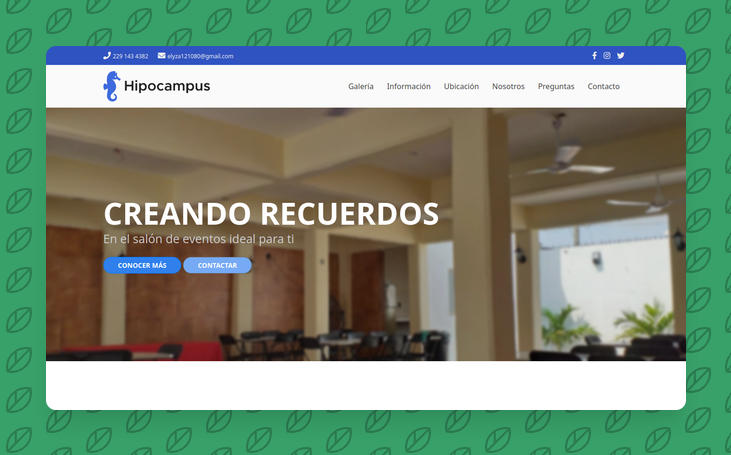 229 143 4382 elyza121080@gmail.com
Hipocampus
Galería Información Ubicación Nosotros Preguntas Contacto
CREANDO RECUERDOS
En el salón de eventos ideal para ti
CONOCER MÁS CONTACTAR